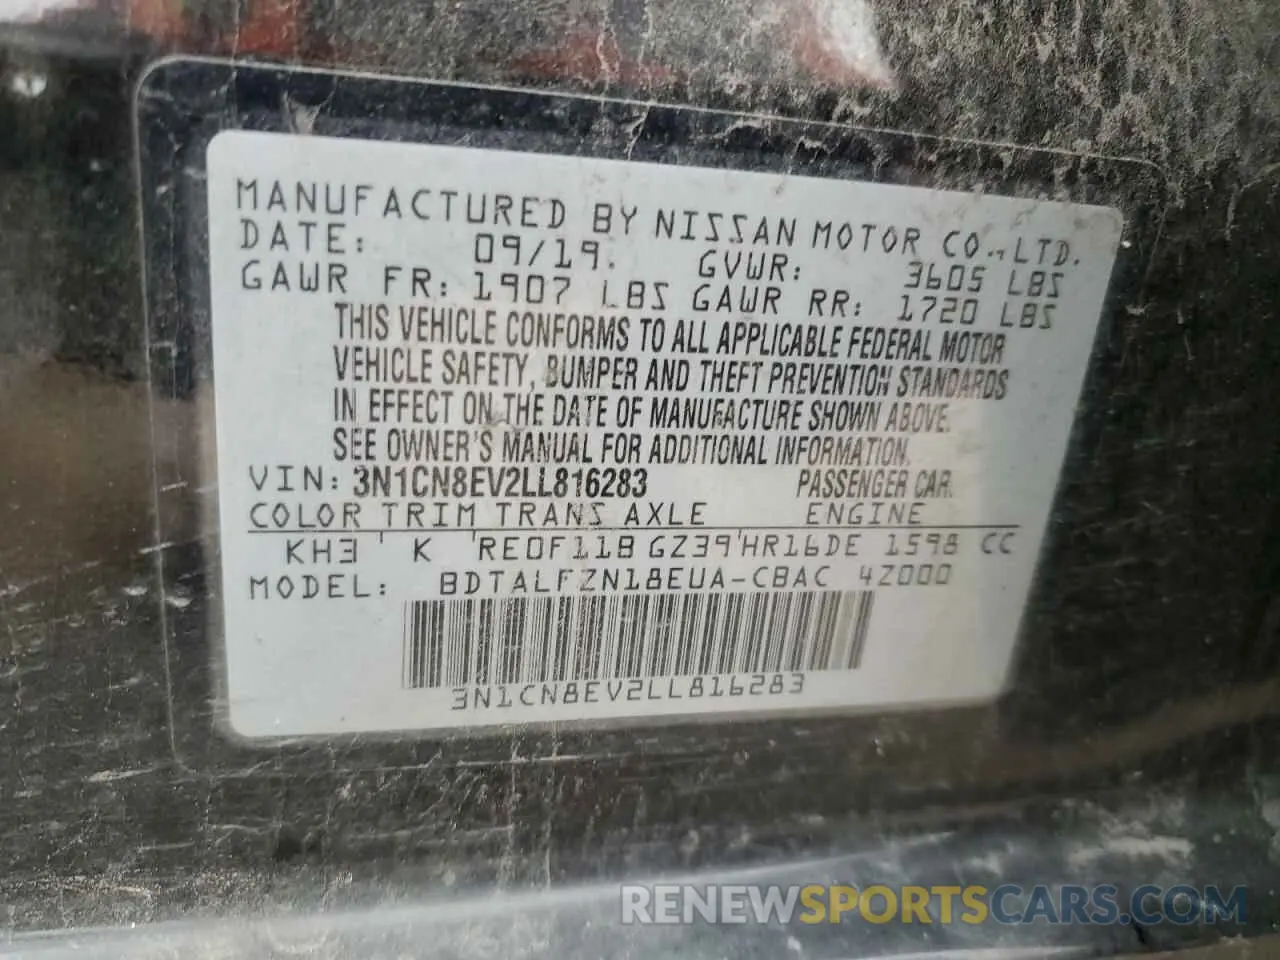 MANUFACTURED BY NISSAN MOTOR CO., LTD.
DATE: 09/19. GVWR: 3605 LBS
GAWR FR: 1907 LBS GAWR RR: 1720 LBS
THIS VEHICLE CONFORMS TO ALL APPLICABLE FEDERAL MOTOR
VEHICLE SAFETY, BUMPER AND THEFT PREVENTION STANDARDS
IN EFFECT ON THE DATE OF MANUFACTURE SHOWN ABOVE.
SEE OWNER'S MANUAL FOR ADDITIONAL INFORMATION.
VIN: 3N1CN8EV2LL816283 PASSENGER CAR.
COLOR TRIM TRANS AXLE ENGINE
KH3 ' K 'RE0F11B GZ39'HR16DE 1598 CC
MODEL: BDTALFZN18EUA-CBAC 4Z000
3N1CN8EV2LL816283
RENEWSPORTSCARS.COM